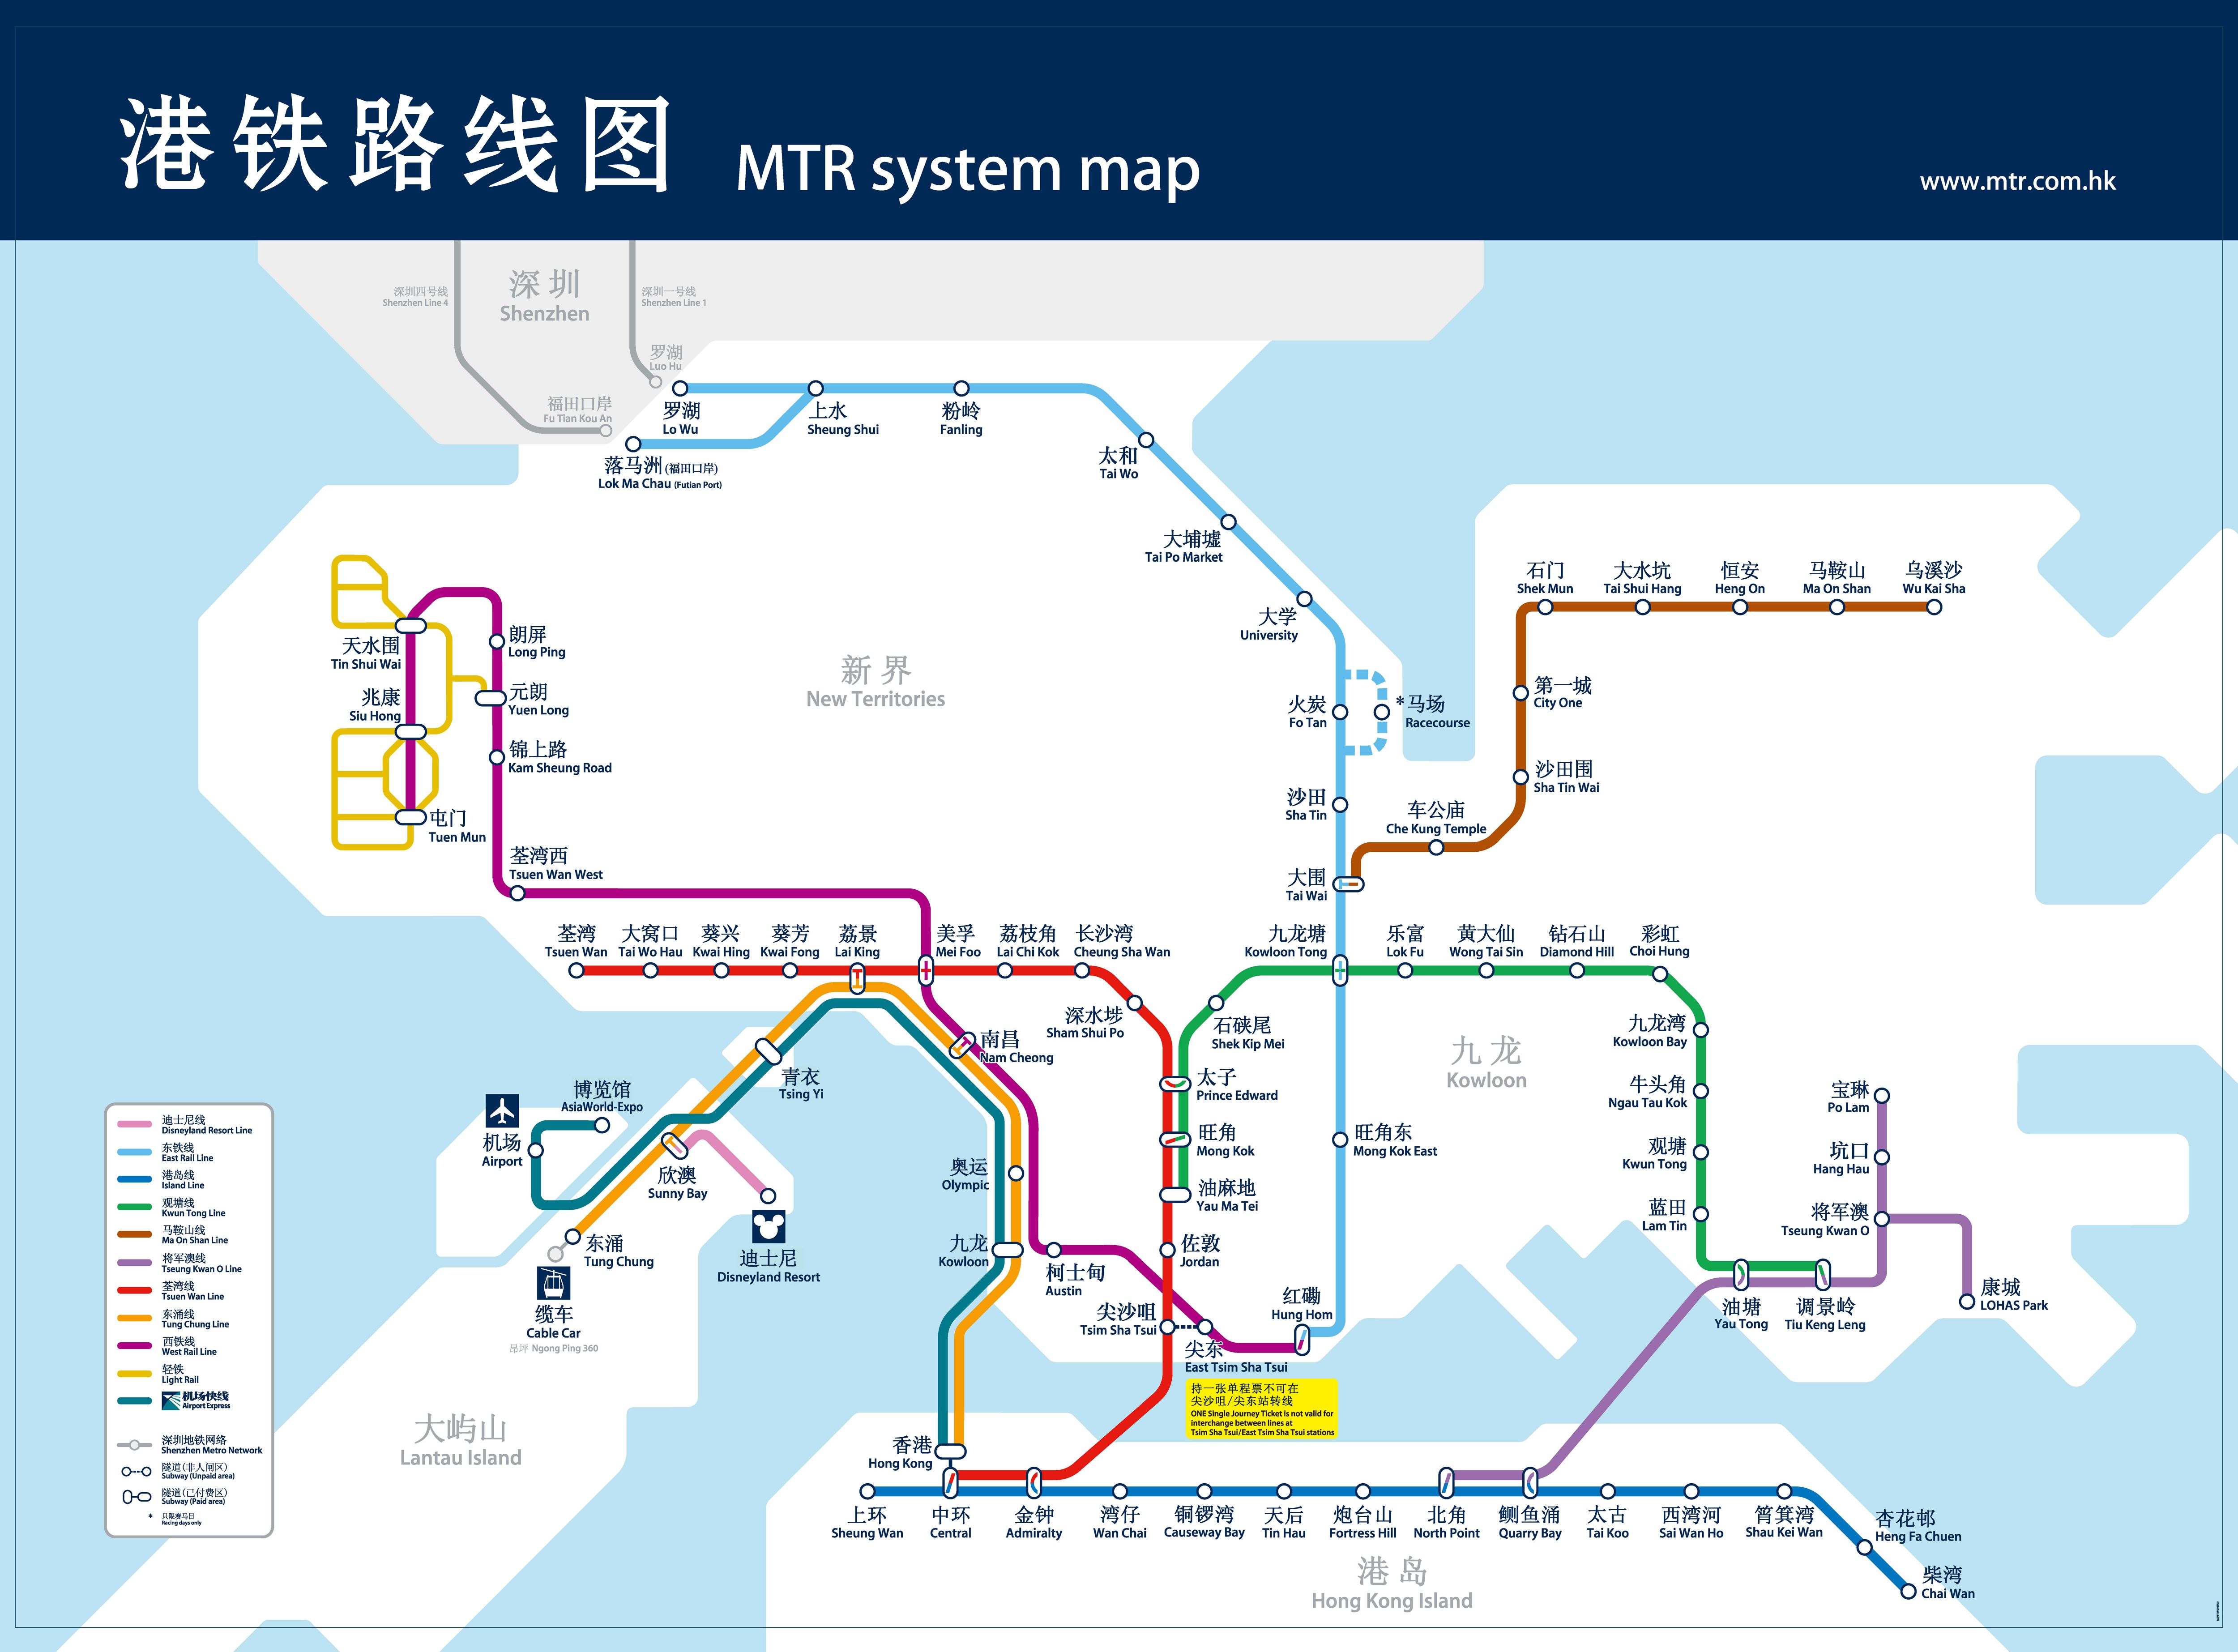 港铁路线图 MTR system map
www.mtr.com.hk
深圳四号线
Shenzhen Line 4
深圳
Shenzhen
深圳一号线
Shenzhen Line 1
罗湖
Luo Hu
福田口岸
Fu Tian Kou An
罗湖
Lo Wu
上水
Sheung Shui
粉岭
Fanling
落马洲(福田口岸)
Lok Ma Chau (Futian Port)
太和
Tai Wo
大埔墟
Tai Po Market
大学
University
火炭
Fo Tan
*马场
Racecourse
沙田
Sha Tin
大围
Tai Wai
石门
Shek Mun
大水坑
Tai Shui Hang
恒安
Heng On
马鞍山
Ma On Shan
乌溪沙
Wu Kai Sha
第一城
City One
沙田围
Sha Tin Wai
车公庙
Che Kung Temple
新界
New Territories
天水围
Tin Shui Wai
朗屏
Long Ping
兆康
Siu Hong
元朗
Yuen Long
锦上路
Kam Sheung Road
屯门
Tuen Mun
荃湾西
Tsuen Wan West
荃湾
Tsuen Wan
大窝口
Tai Wo Hau
葵兴
Kwai Hing
葵芳
Kwai Fong
荔景
Lai King
美孚
Mei Foo
荔枝角
Lai Chi Kok
长沙湾
Cheung Sha Wan
九龙塘
Kowloon Tong
乐富
Lok Fu
黄大仙
Wong Tai Sin
钻石山
Diamond Hill
彩虹
Choi Hung
深水埗
Sham Shui Po
石硖尾
Shek Kip Mei
南昌
Nam Cheong
九龙
Kowloon
九龙湾
Kowloon Bay
太子
Prince Edward
牛头角
Ngau Tau Kok
旺角
Mong Kok
旺角东
Mong Kok East
观塘
Kwun Tong
油麻地
Yau Ma Tei
蓝田
Lam Tin
宝琳
Po Lam
坑口
Hang Hau
将军澳
Tseung Kwan O
康城
LOHAS Park
油塘
Yau Tong
调景岭
Tiu Keng Leng
青衣
Tsing Yi
博览馆
AsiaWorld-Expo
机场
Airport
欣澳
Sunny Bay
东涌
Tung Chung
迪士尼
Disneyland Resort
缆车
Cable Car
昂坪 Ngong Ping 360
奥运
Olympic
九龙
Kowloon
柯士甸
Austin
佐敦
Jordan
尖沙咀
Tsim Sha Tsui
尖东
East Tsim Sha Tsui
红磡
Hung Hom
持一张单程票不可在
尖沙咀/尖东站转线
ONE Single Journey Ticket is not valid for
interchange between lines at
Tsim Sha Tsui/East Tsim Sha Tsui stations
香港
Hong Kong
大屿山
Lantau Island
上环
Sheung Wan
中环
Central
金钟
Admiralty
湾仔
Wan Chai
铜锣湾
Causeway Bay
天后
Tin Hau
炮台山
Fortress Hill
北角
North Point
鲗鱼涌
Quarry Bay
太古
Tai Koo
西湾河
Sai Wan Ho
筲箕湾
Shau Kei Wan
杏花邨
Heng Fa Chuen
柴湾
Chai Wan
港岛
Hong Kong Island
迪士尼线
Disneyland Resort Line
东铁线
East Rail Line
港岛线
Island Line
观塘线
Kwun Tong Line
马鞍山线
Ma On Shan Line
将军澳线
Tseung Kwan O Line
荃湾线
Tsuen Wan Line
东涌线
Tung Chung Line
西铁线
West Rail Line
轻铁
Light Rail
机场快线
Airport Express
深圳地铁网络
Shenzhen Metro Network
隧道(非人闸区)
Subway (Unpaid area)
隧道(已付费区)
Subway (Paid area)
* 只限赛马日
Racing days only